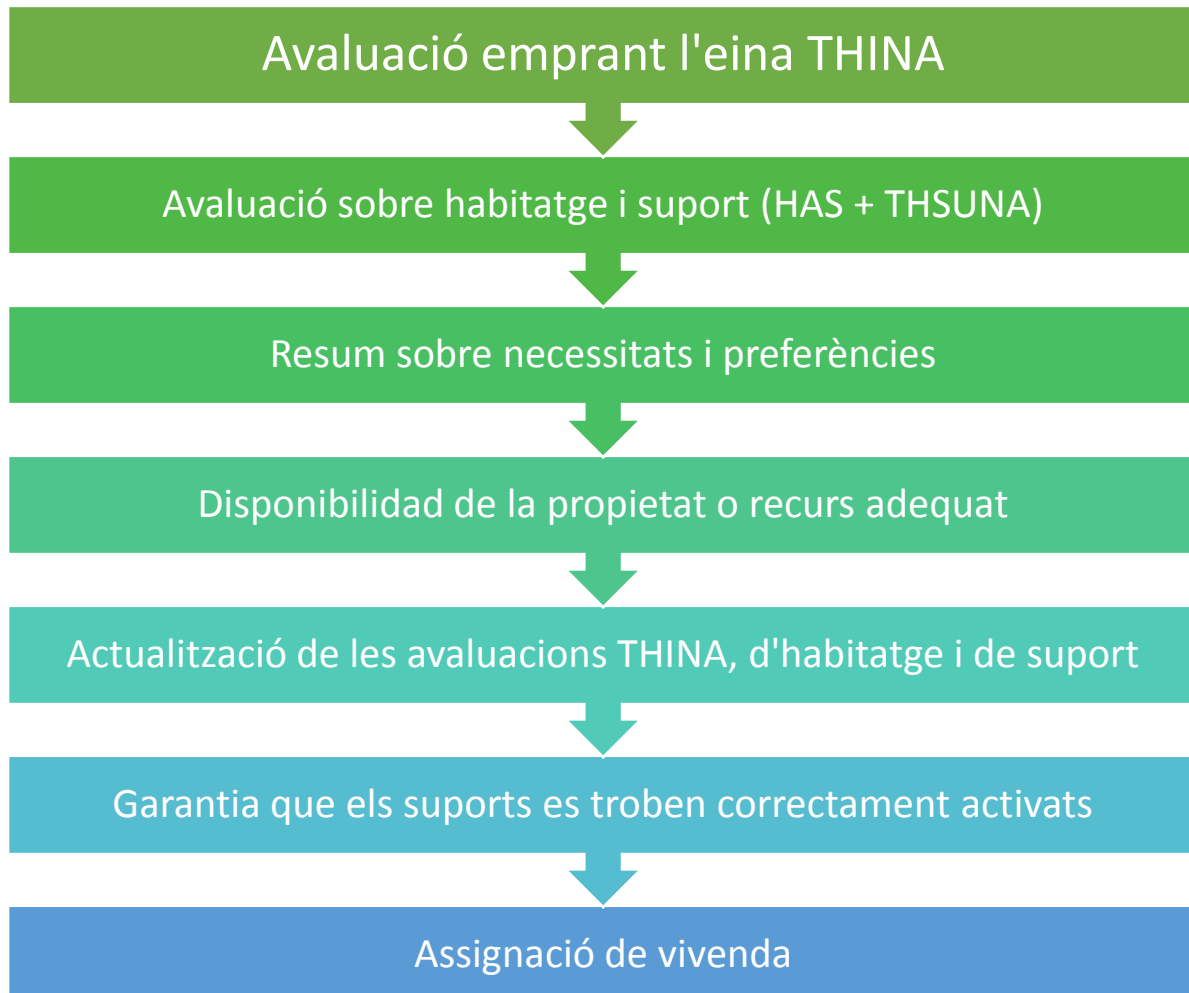 Avaluació emprant l'eina THINA
Avaluació sobre habitatge i suport (HAS + THSUNA)
Resum sobre necessitats i preferències
Disponibilidad de la propietat o recurs adequat
Actualització de les avaluacions THINA, d'habitatge i de suport
Garantia que els suports es troben correctament activats
Assignació de vivenda